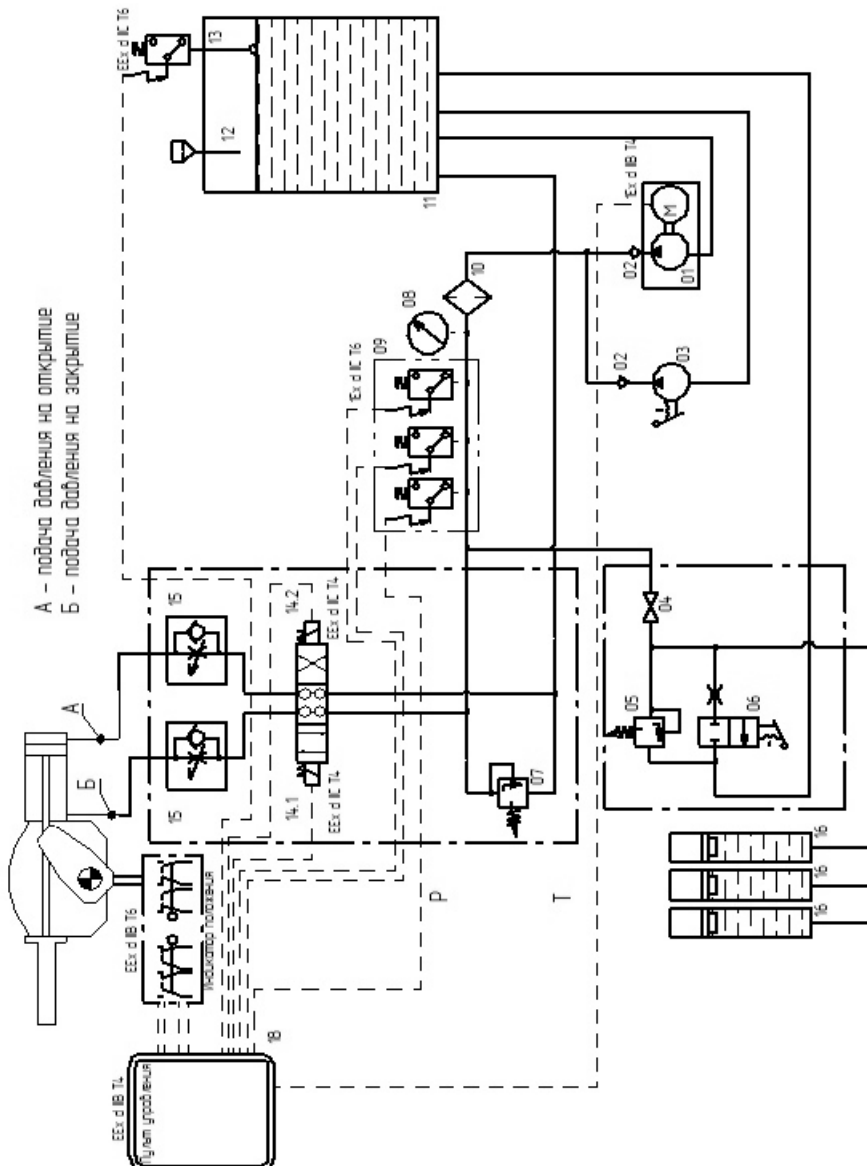 А – подача давления на открытие
Б – подача давления на закрытие
EEx d IIC T6
13
12
11
А
Б
15
15
14.2
EEx d IIC T4
14.1
EEx d IIC T4
1Ex d IIC T6
09
08
10
02
1Ex d IIB T4
М
01
02
03
04
05
06
07
16
16
16
Р
Т
EEx d IIB T6
Индикатор положения
EEx d IIB T4
Пульт управления
18